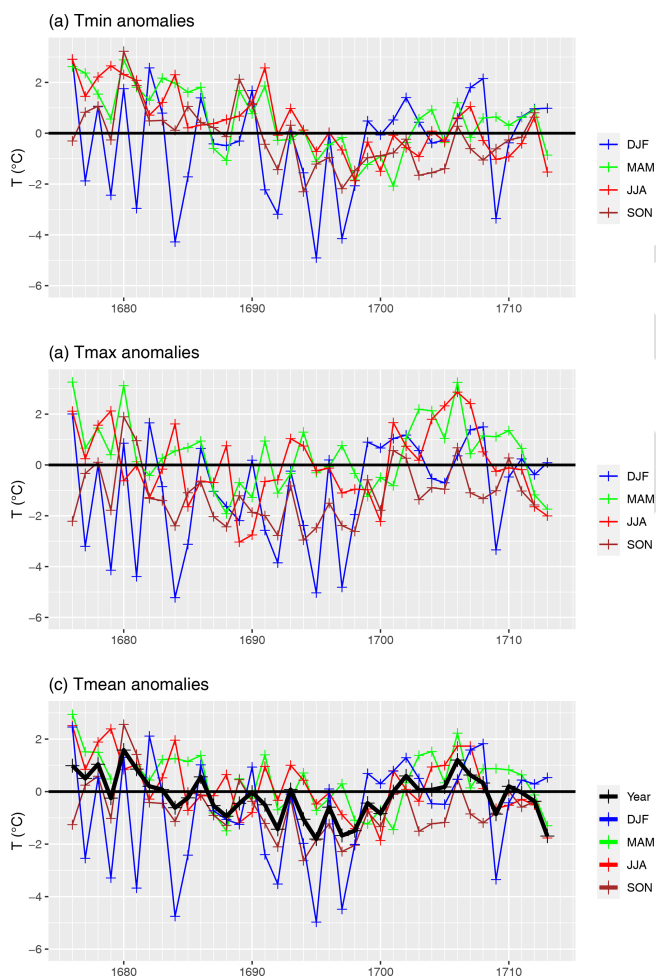 (a) Tmin anomalies
T (°C)
2
0
−2
−4
−6
1680 1690 1700 1710
DJF
MAM
JJA
SON
(a) Tmax anomalies
T (°C)
2
0
−2
−4
−6
1680 1690 1700 1710
DJF
MAM
JJA
SON
(c) Tmean anomalies
T (°C)
2
0
−2
−4
−6
1680 1690 1700 1710
Year
DJF
MAM
JJA
SON